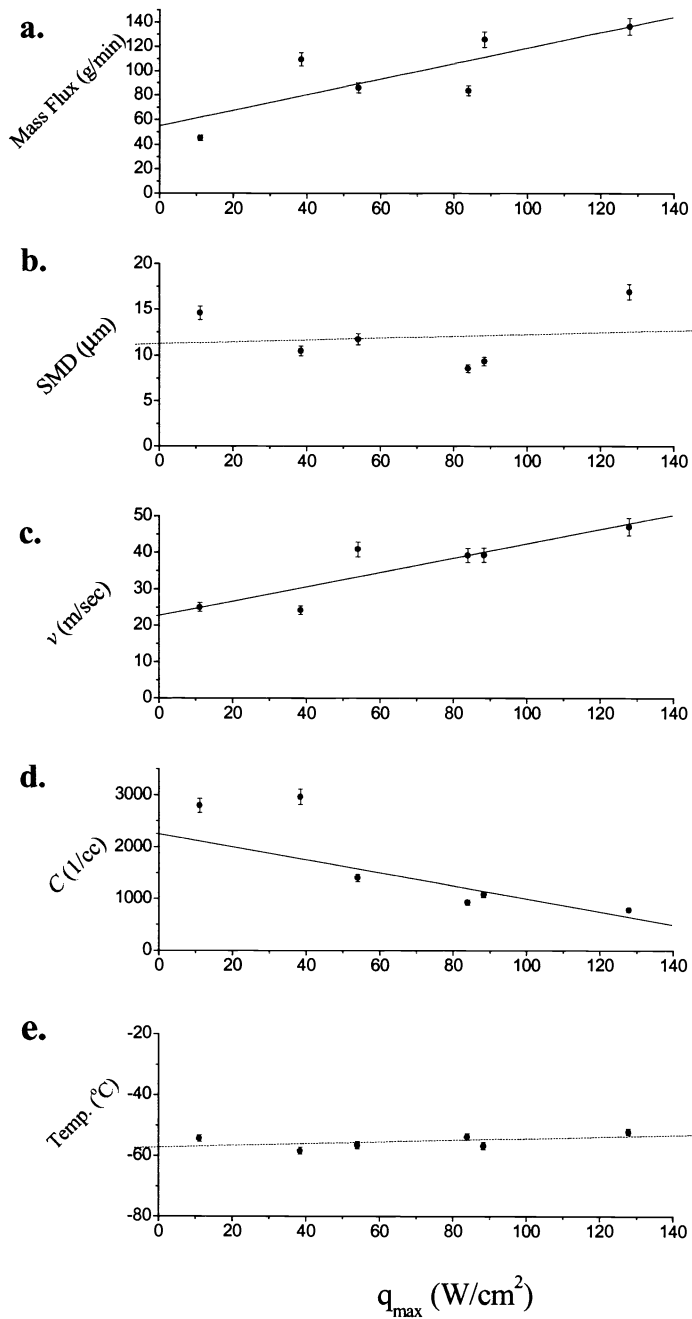 a.
Mass Flux (g/min)
140
120
100
80
60
40
20
0
0 20 40 60 80 100 120 140
b.
SMD (µm)
20
15
10
5
0
0 20 40 60 80 100 120 140
c.
v (m/sec)
50
40
30
20
10
0
0 20 40 60 80 100 120 140
d.
C (1/cc)
3000
2000
1000
0
0 20 40 60 80 100 120 140
e.
Temp. (°C)
-20
-40
-60
-80
0 20 40 60 80 100 120 140
qmax (W/cm²)